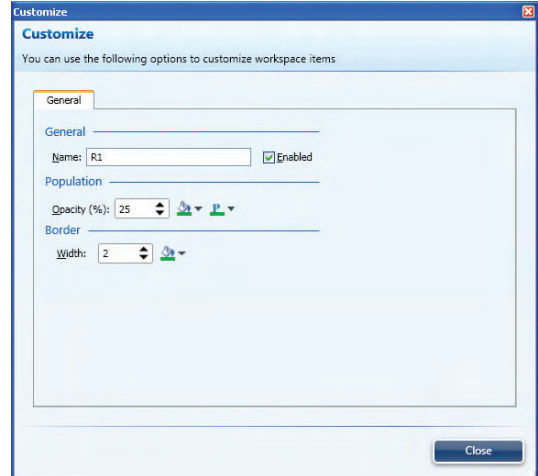 Customize
Customize
You can use the following options to customize workspace items
General
General
Name: R1 Enabled
Population
Opacity (%): 25 P
Border
Width: 2
Close